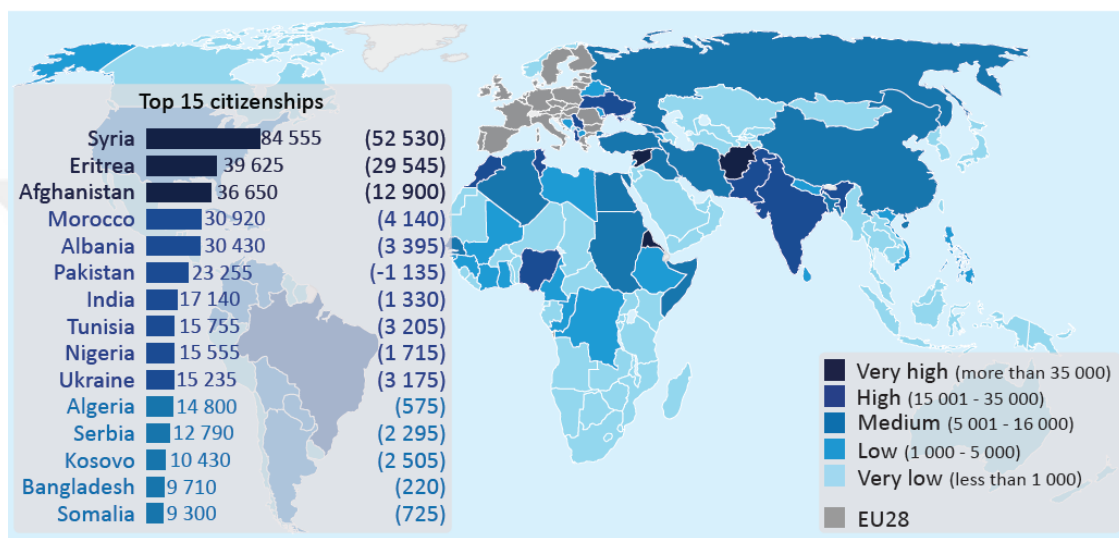 Top 15 citizenships
Syria 84 555 (52 530)
Eritrea 39 625 (29 545)
Afghanistan 36 650 (12 900)
Morocco 30 920 (4 140)
Albania 30 430 (3 395)
Pakistan 23 255 (-1 135)
India 17 140 (1 330)
Tunisia 15 755 (3 205)
Nigeria 15 555 (1 715)
Ukraine 15 235 (3 175)
Algeria 14 800 (575)
Serbia 12 790 (2 295)
Kosovo 10 430 (2 505)
Bangladesh 9 710 (220)
Somalia 9 300 (725)
Very high (more than 35 000)
High (15 001 - 35 000)
Medium (5 001 - 16 000)
Low (1 000 - 5 000)
Very low (less than 1 000)
EU28